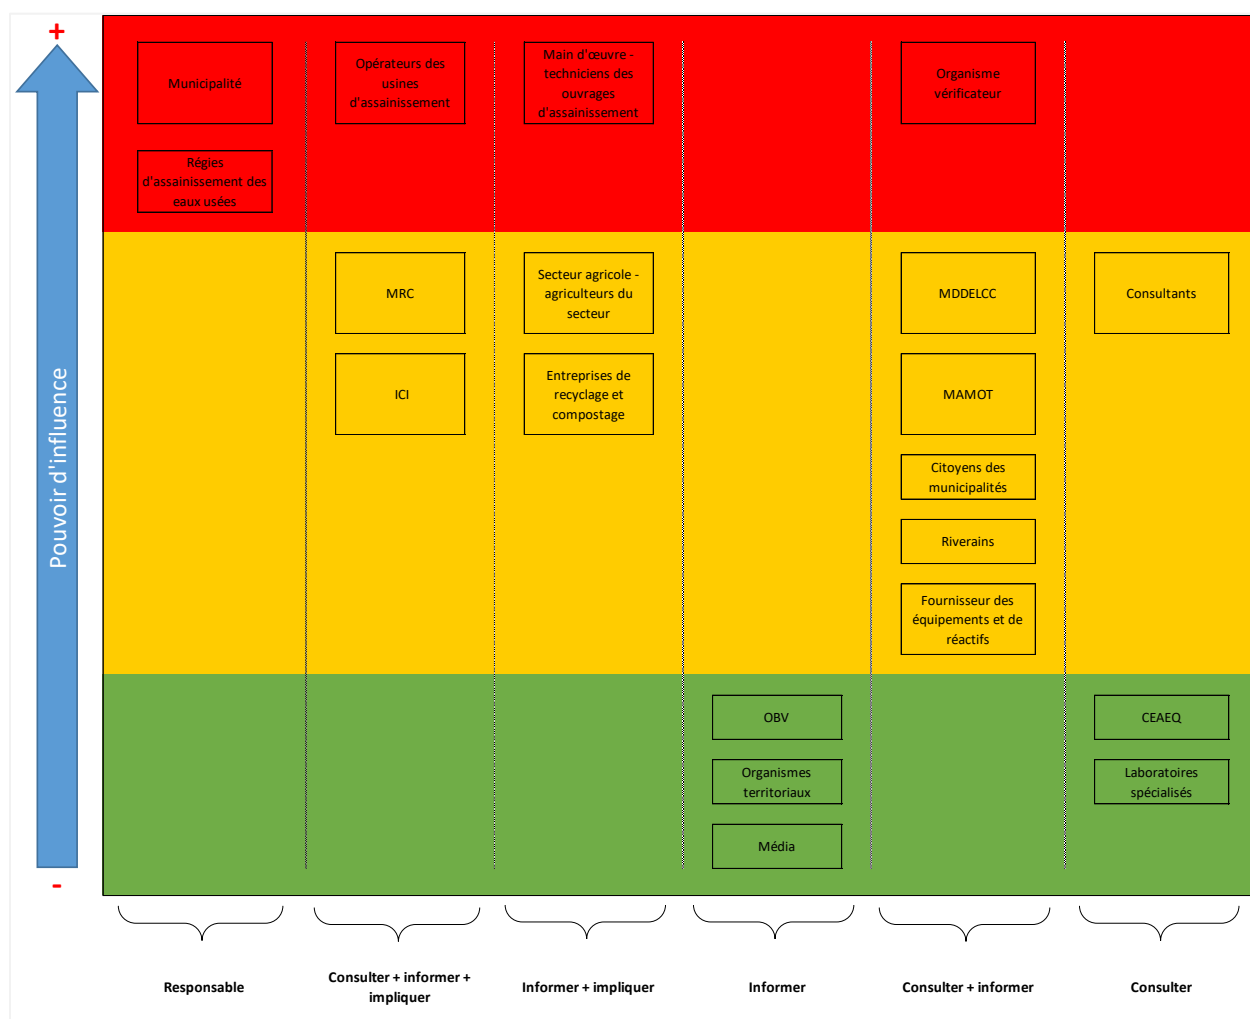 +
Municipalité
Opérateurs des
usines
d'assainissement
Main d'œuvre -
techniciens des
ouvrages
d'assainissement
Organisme
vérificateur
Régies
d'assainissement des
eaux usées
MRC
Secteur agricole -
agriculteurs du
secteur
MDDELCC
Consultants
ICI
Entreprises de
recyclage et
compostage
MAMOT
Citoyens des
municipalités
Riverains
Fournisseur des
équipements et de
réactifs
Pouvoir d'influence
OBV
CEAEQ
Organismes
territoriaux
Laboratoires
spécialisés
Média
-
Responsable
Consulter + informer +
impliquer
Informer + impliquer
Informer
Consulter + informer
Consulter